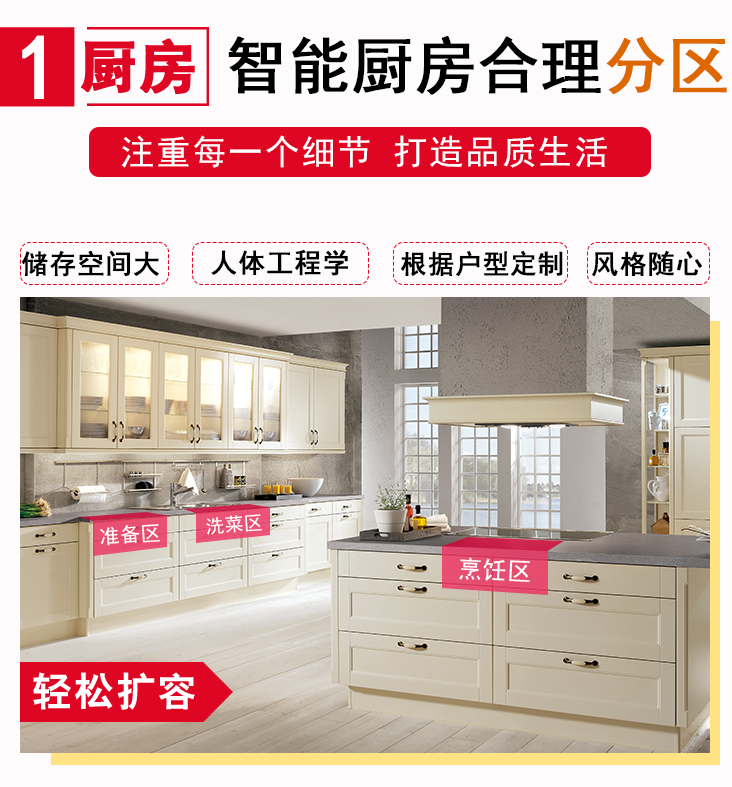 1 厨房 智能厨房合理分区
注重每一个细节 打造品质生活
储存空间大 人体工程学 根据户型定制 风格随心
准备区 洗菜区
烹饪区
轻松扩容